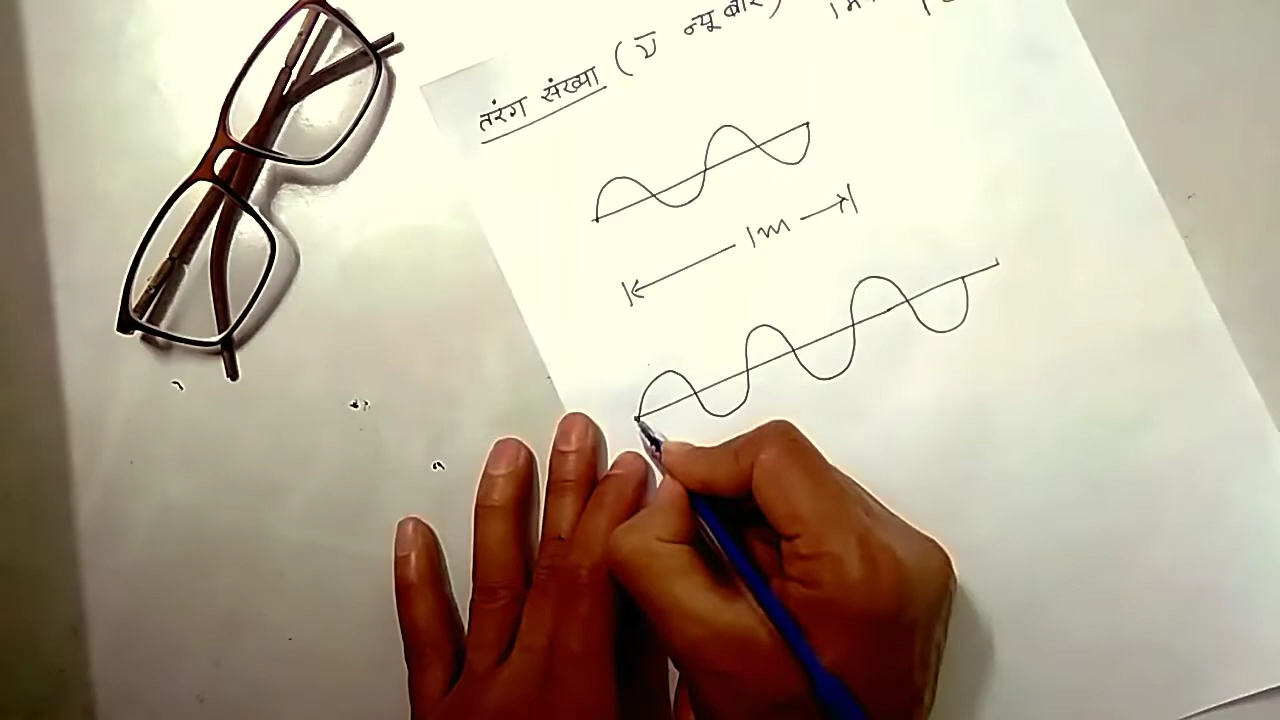 तरंग संख्या ( ν̅ न्यू बार )
1m